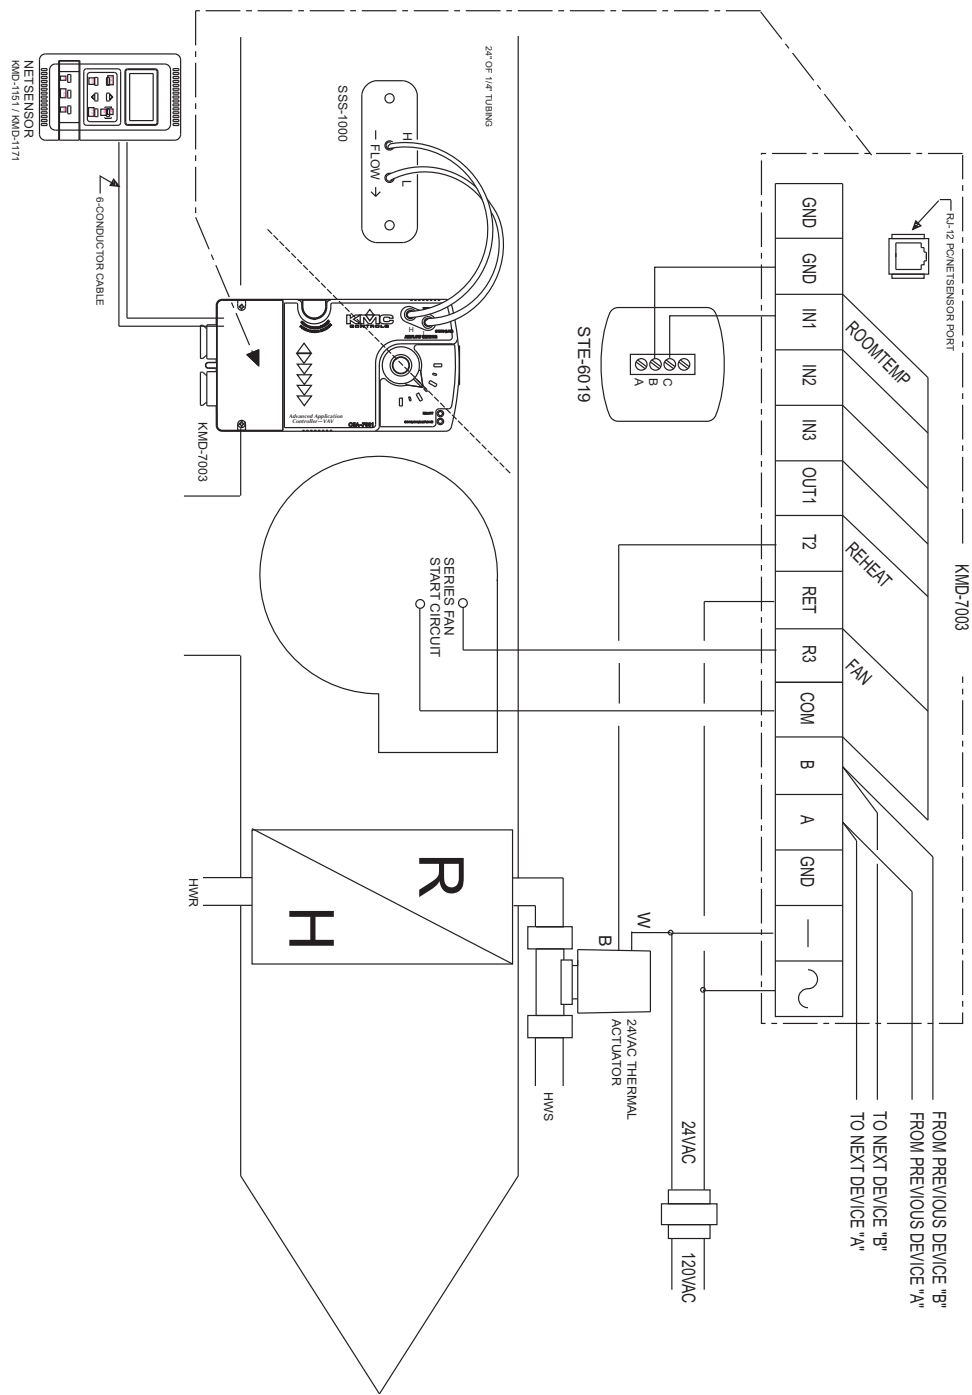 KMD-7003
RJ-12 PC/NETSENSOR PORT
GND
GND
IN1
IN2
IN3
OUT1
T2
RET
R3
COM
B
A
GND
—
ROOMTEMP
REHEAT
FAN
FROM PREVIOUS DEVICE "B"
FROM PREVIOUS DEVICE "A"
TO NEXT DEVICE "B"
TO NEXT DEVICE "A"
24VAC
120VAC
STE-6019
A
B
C
W
B
24VAC THERMAL
ACTUATOR
HWS
24" OF 1/4" TUBING
SSS-1000
H
L
— FLOW →
SERIES FAN
START CIRCUIT
R
H
HWR
KMC
CONTROLS
H
Advanced Application
Controller—VAV
KMD-7003
6-CONDUCTOR CABLE
NETSENSOR
KMD-1151 / KMD-1171